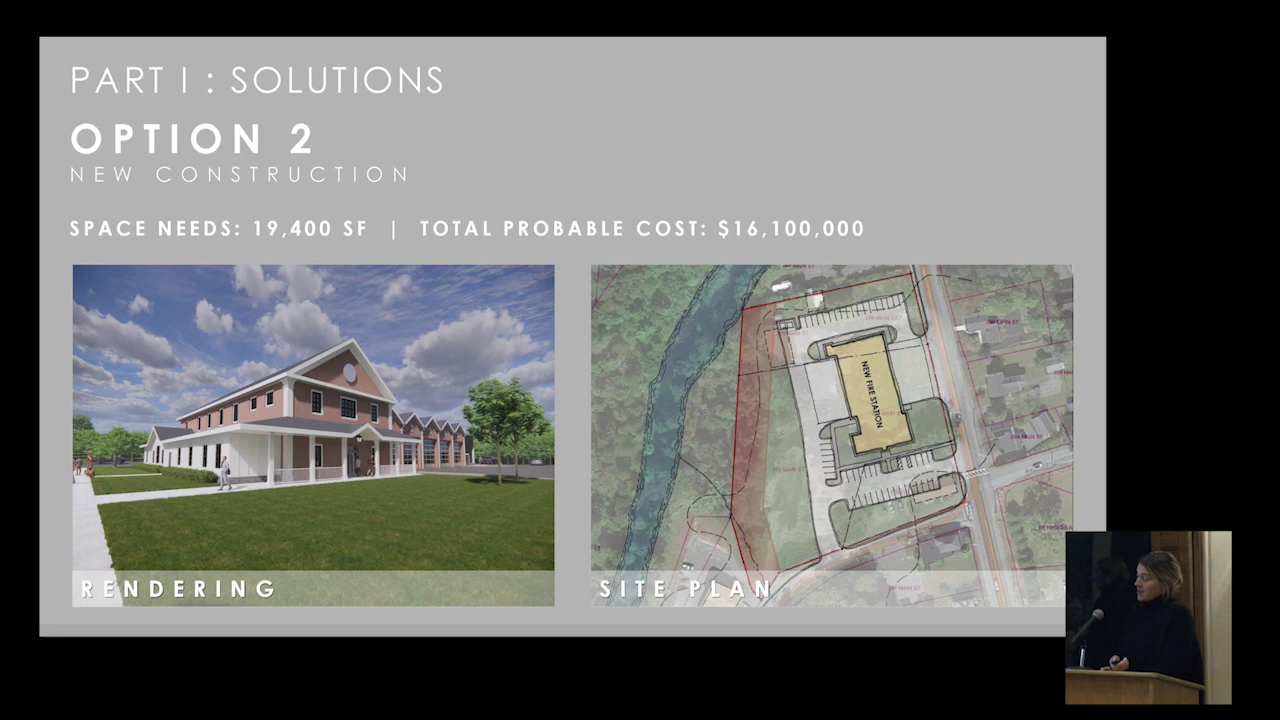 PART I : SOLUTIONS
OPTION 2
NEW CONSTRUCTION
SPACE NEEDS: 19,400 SF | TOTAL PROBABLE COST: $16,100,000
NEW FIRE STATION
RENDERING
SITE PLAN